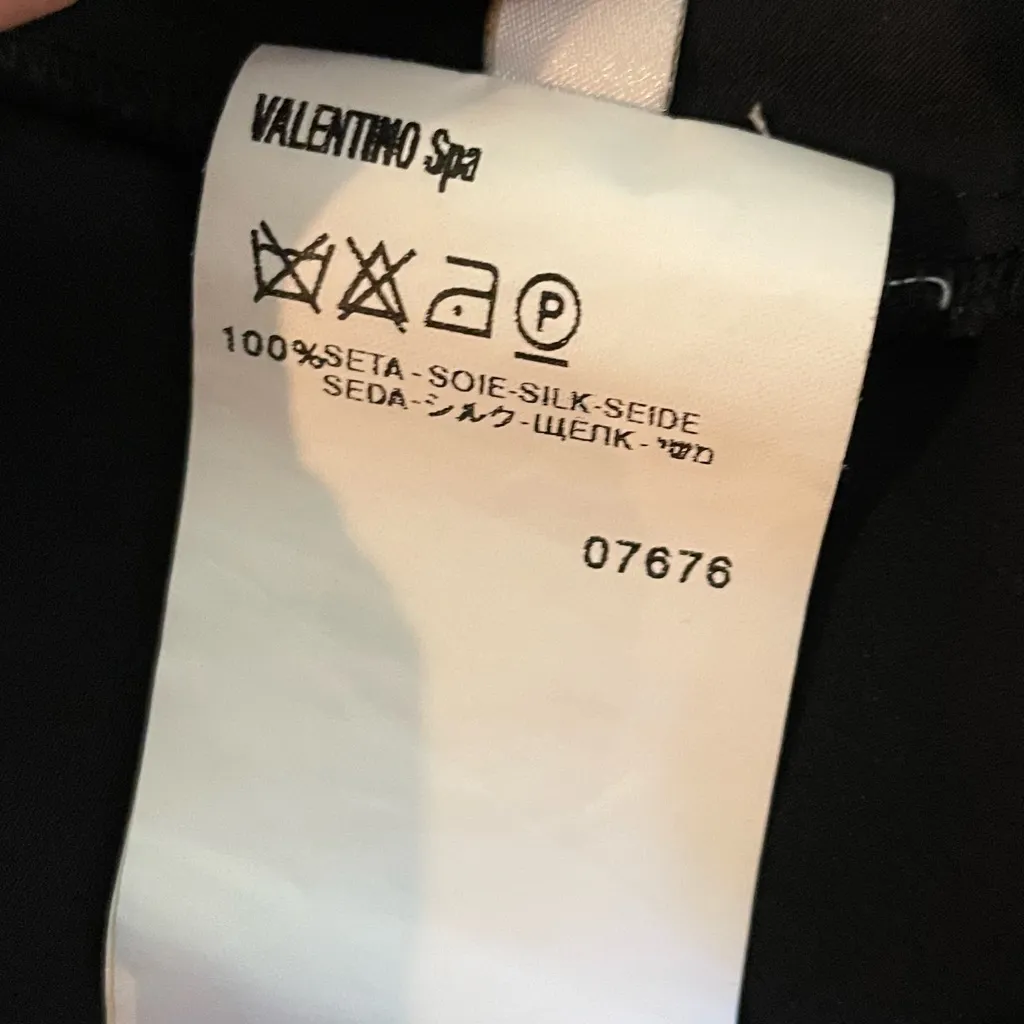 VALENTINO Spa
P
100%SETA-SOIE-SILK-SEIDE
SEDA-シルク-ЩЕЛК-משי
07676